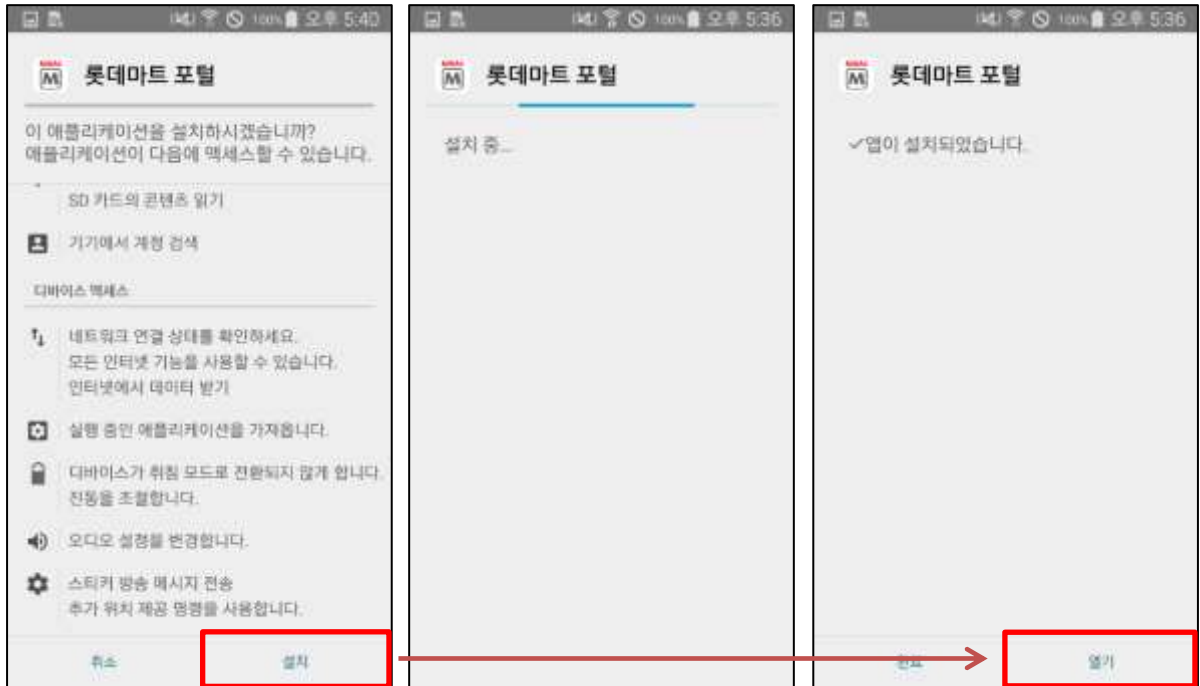 100% 오후 5:40
M 롯데마트 포털
이 애플리케이션을 설치하시겠습니까?
애플리케이션이 다음에 액세스할 수 있습니다.
SD 카드의 콘텐츠 읽기
기기에서 계정 검색
디바이스 액세스
네트워크 연결 상태를 확인하세요.
모든 인터넷 기능을 사용할 수 있습니다.
인터넷에서 데이터 받기
실행 중인 애플리케이션을 가져옵니다.
디바이스가 취침 모드로 전환되지 않게 합니다.
진동을 조절합니다.
오디오 설정을 변경합니다.
스티키 방송 메시지 전송
추가 위치 제공 명령을 사용합니다.
취소 설치
100% 오후 5:36
M 롯데마트 포털
설치 중...
100% 오후 5:36
M 롯데마트 포털
✓앱이 설치되었습니다.
완료 열기